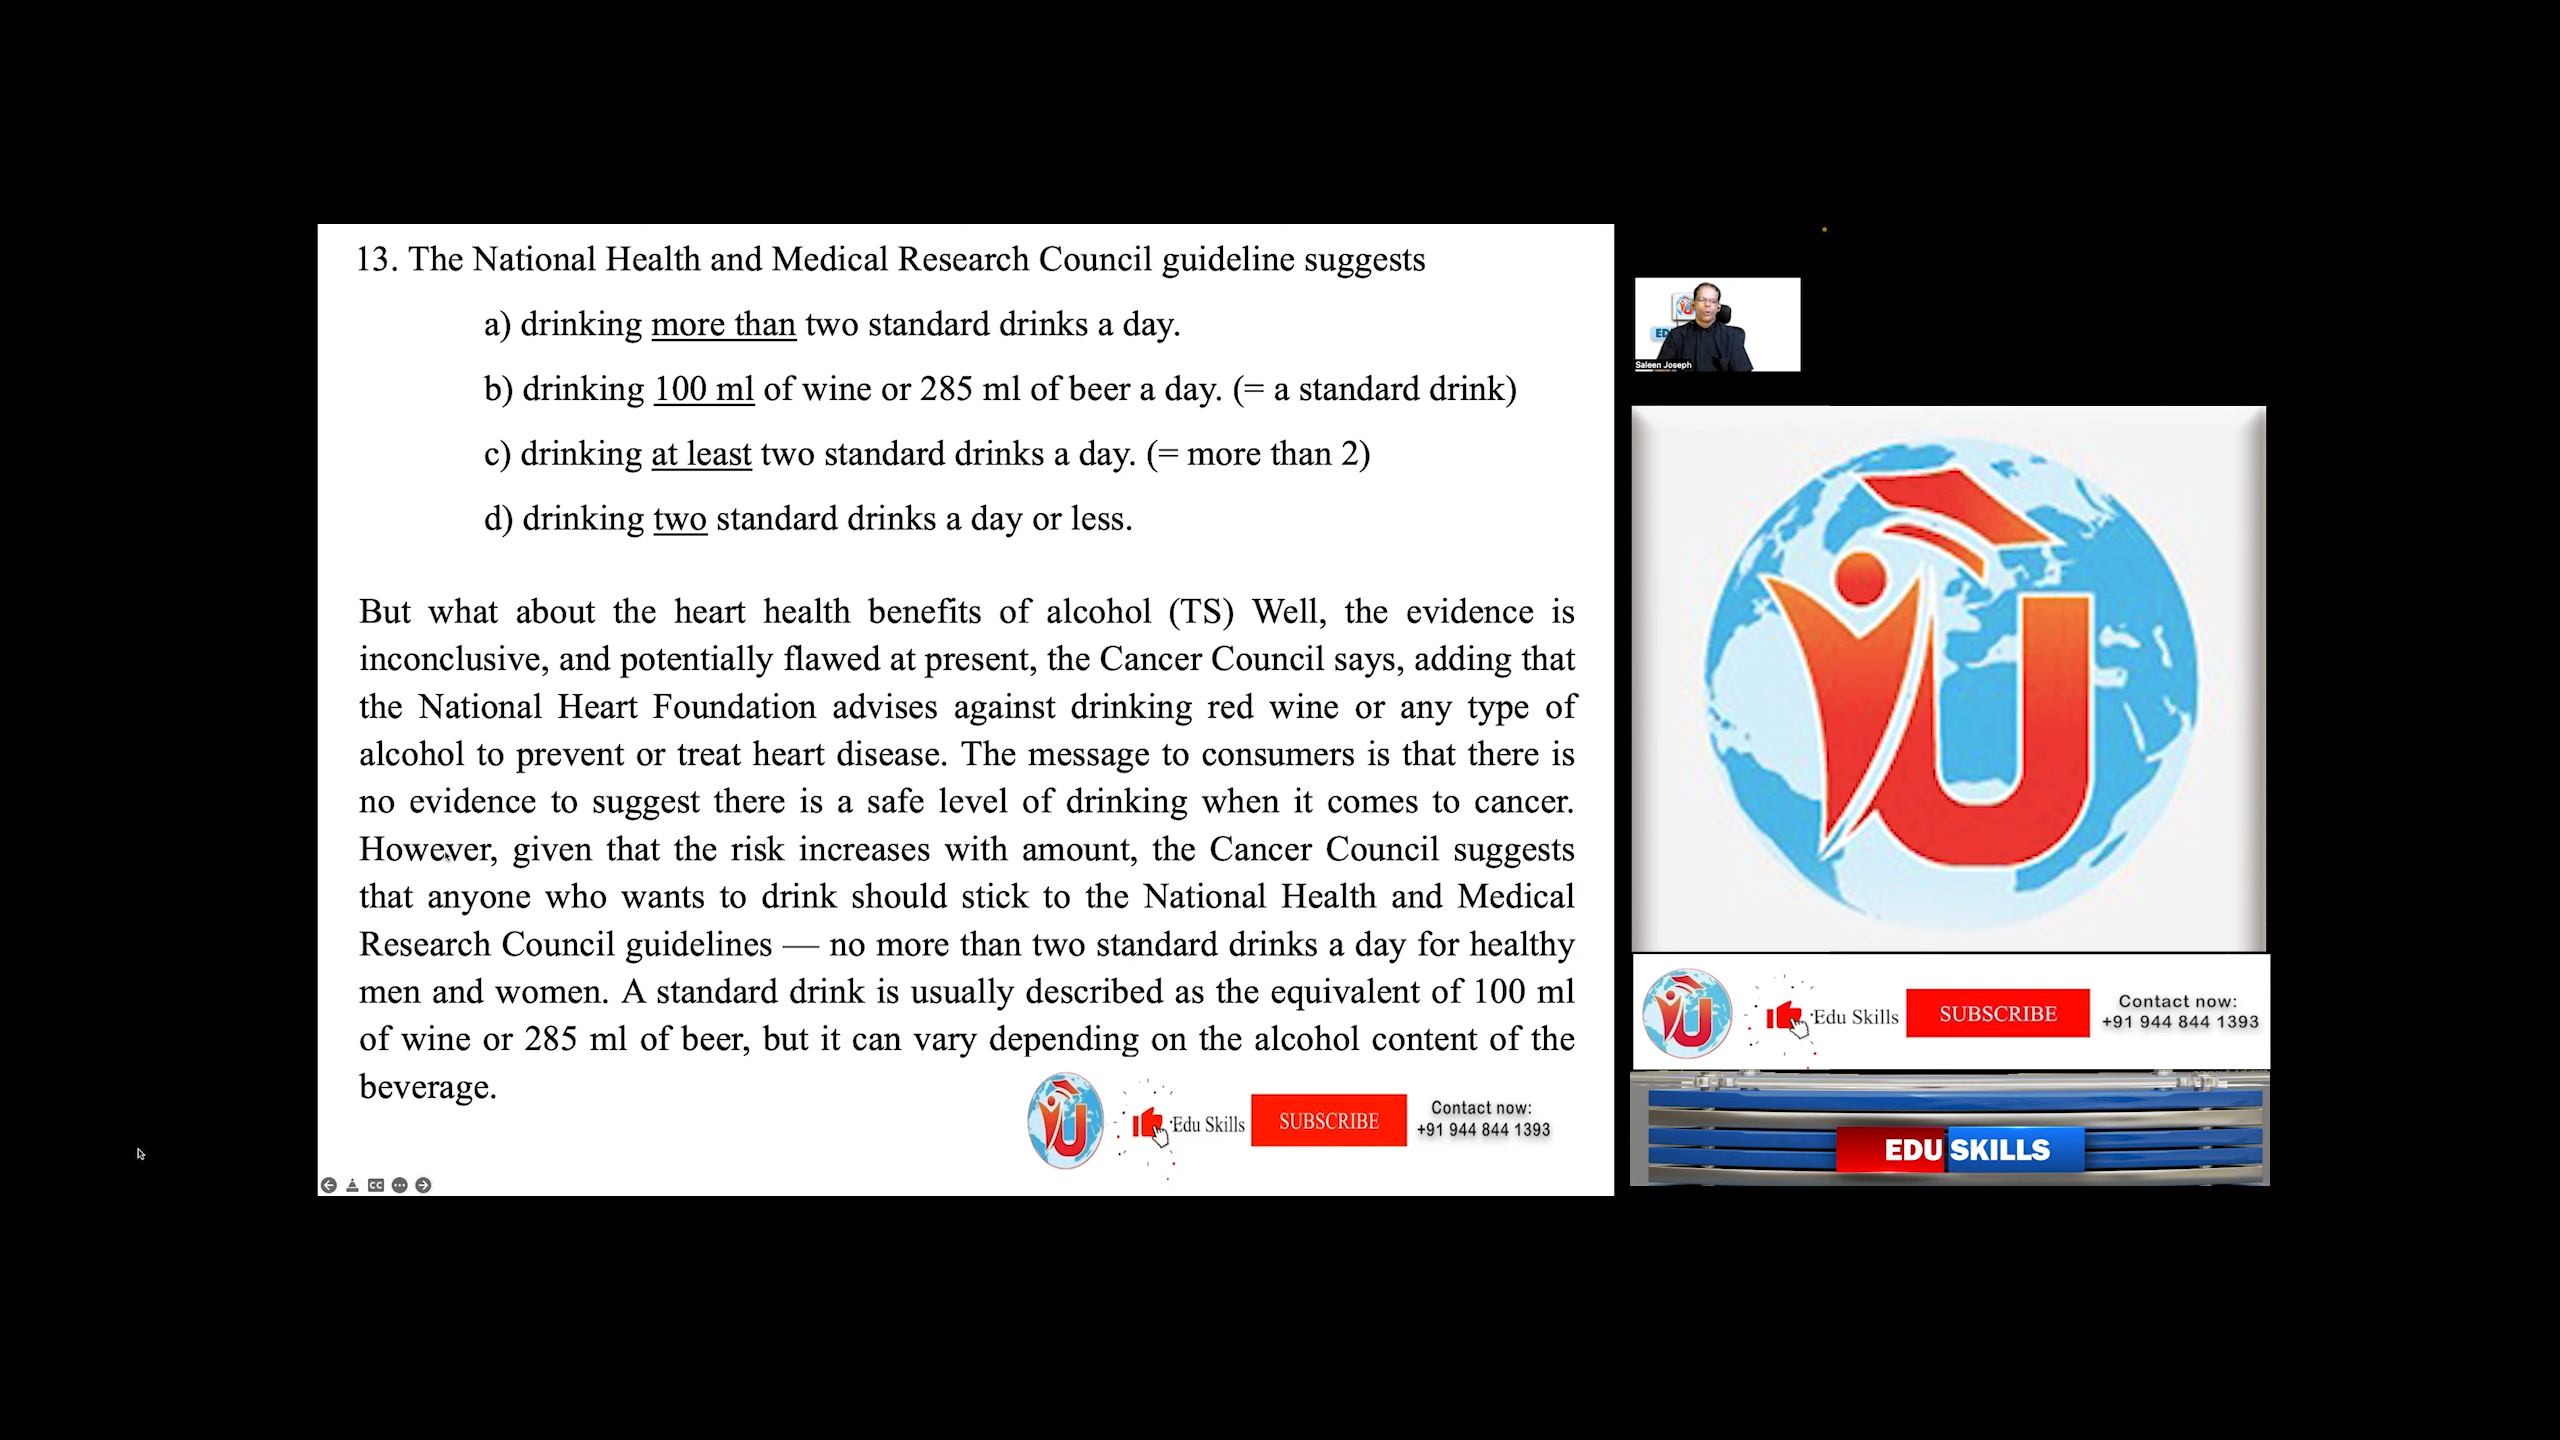 13. The National Health and Medical Research Council guideline suggests
a) drinking more than two standard drinks a day.
b) drinking 100 ml of wine or 285 ml of beer a day. (= a standard drink)
c) drinking at least two standard drinks a day. (= more than 2)
d) drinking two standard drinks a day or less.
But what about the heart health benefits of alcohol (TS) Well, the evidence is
inconclusive, and potentially flawed at present, the Cancer Council says, adding that
the National Heart Foundation advises against drinking red wine or any type of
alcohol to prevent or treat heart disease. The message to consumers is that there is
no evidence to suggest there is a safe level of drinking when it comes to cancer.
However, given that the risk increases with amount, the Cancer Council suggests
that anyone who wants to drink should stick to the National Health and Medical
Research Council guidelines — no more than two standard drinks a day for healthy
men and women. A standard drink is usually described as the equivalent of 100 ml
of wine or 285 ml of beer, but it can vary depending on the alcohol content of the
beverage.
Edu Skills
SUBSCRIBE
Contact now:
+91 944 844 1393
CC
ED
Saleen Joseph
Edu Skills
SUBSCRIBE
Contact now:
+91 944 844 1393
EDU SKILLS